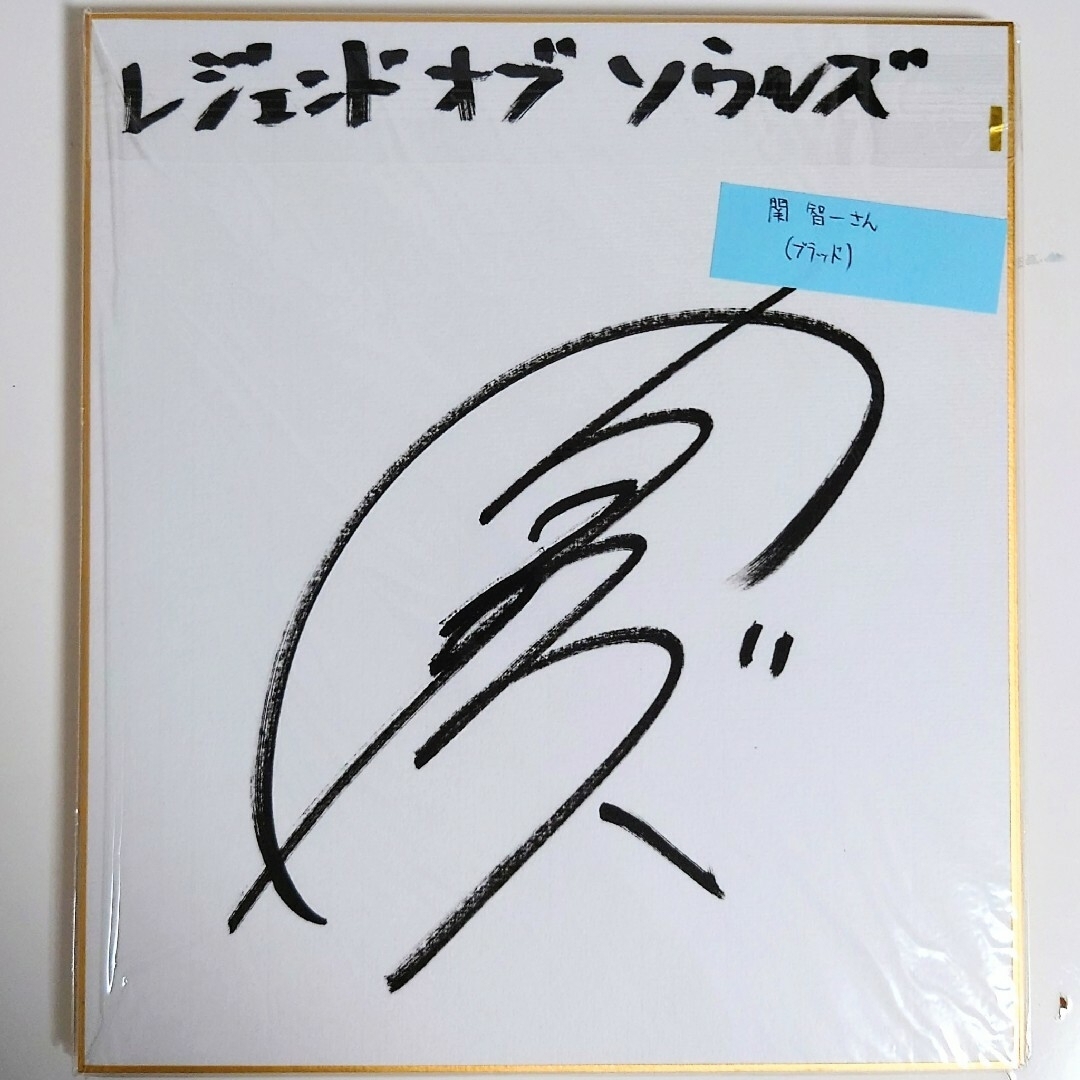 レジェンド オブ ソウルズ
関 智一さん
(ブラッド)